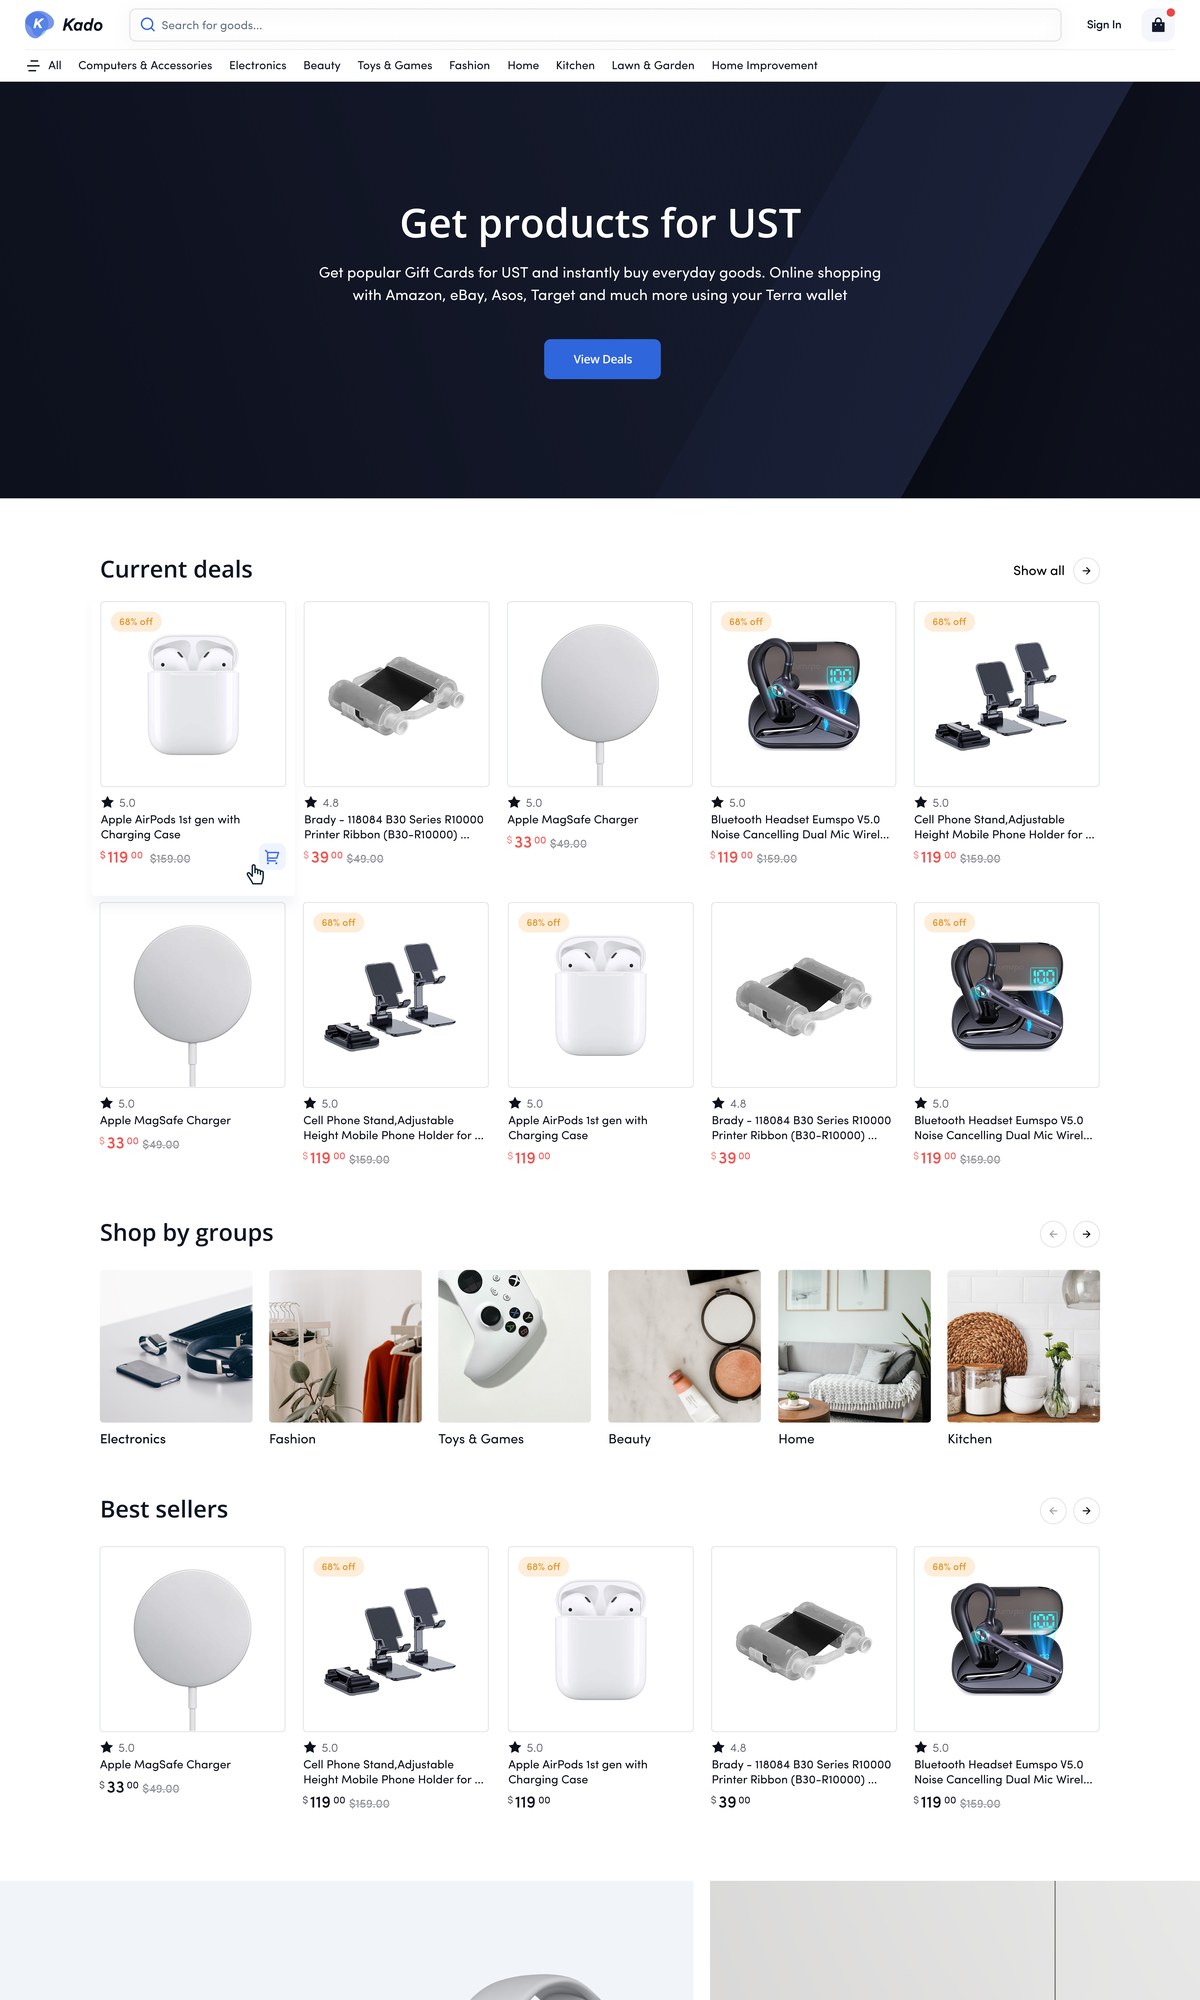 K Kado
Search for goods...
Sign In
All Computers & Accessories Electronics Beauty Toys & Games Fashion Home Kitchen Lawn & Garden Home Improvement
Get products for UST
Get popular Gift Cards for UST and instantly buy everyday goods. Online shopping
with Amazon, eBay, Asos, Target and much more using your Terra wallet
View Deals
Current deals
Show all
68% off
5.0
Apple AirPods 1st gen with
Charging Case
$119 00 $159.00
4.8
Brady - 118084 B30 Series R10000
Printer Ribbon (B30-R10000) ...
$39 00 $49.00
5.0
Apple MagSafe Charger
$33 00 $49.00
68% off
100
5.0
Bluetooth Headset Eumspo V5.0
Noise Cancelling Dual Mic Wirel...
$119 00 $159.00
68% off
5.0
Cell Phone Stand,Adjustable
Height Mobile Phone Holder for ...
$119 00 $159.00
5.0
Apple MagSafe Charger
$33 00 $49.00
68% off
5.0
Cell Phone Stand,Adjustable
Height Mobile Phone Holder for ...
$119 00 $159.00
68% off
5.0
Apple AirPods 1st gen with
Charging Case
$119 00
4.8
Brady - 118084 B30 Series R10000
Printer Ribbon (B30-R10000) ...
$39 00
68% off
100
5.0
Bluetooth Headset Eumspo V5.0
Noise Cancelling Dual Mic Wirel...
$119 00 $159.00
Shop by groups
Electronics
Fashion
Toys & Games
Beauty
Home
Kitchen
Best sellers
5.0
Apple MagSafe Charger
$33 00 $49.00
68% off
5.0
Cell Phone Stand,Adjustable
Height Mobile Phone Holder for ...
$119 00 $159.00
68% off
5.0
Apple AirPods 1st gen with
Charging Case
$119 00
4.8
Brady - 118084 B30 Series R10000
Printer Ribbon (B30-R10000) ...
$39 00
68% off
100
5.0
Bluetooth Headset Eumspo V5.0
Noise Cancelling Dual Mic Wirel...
$119 00 $159.00